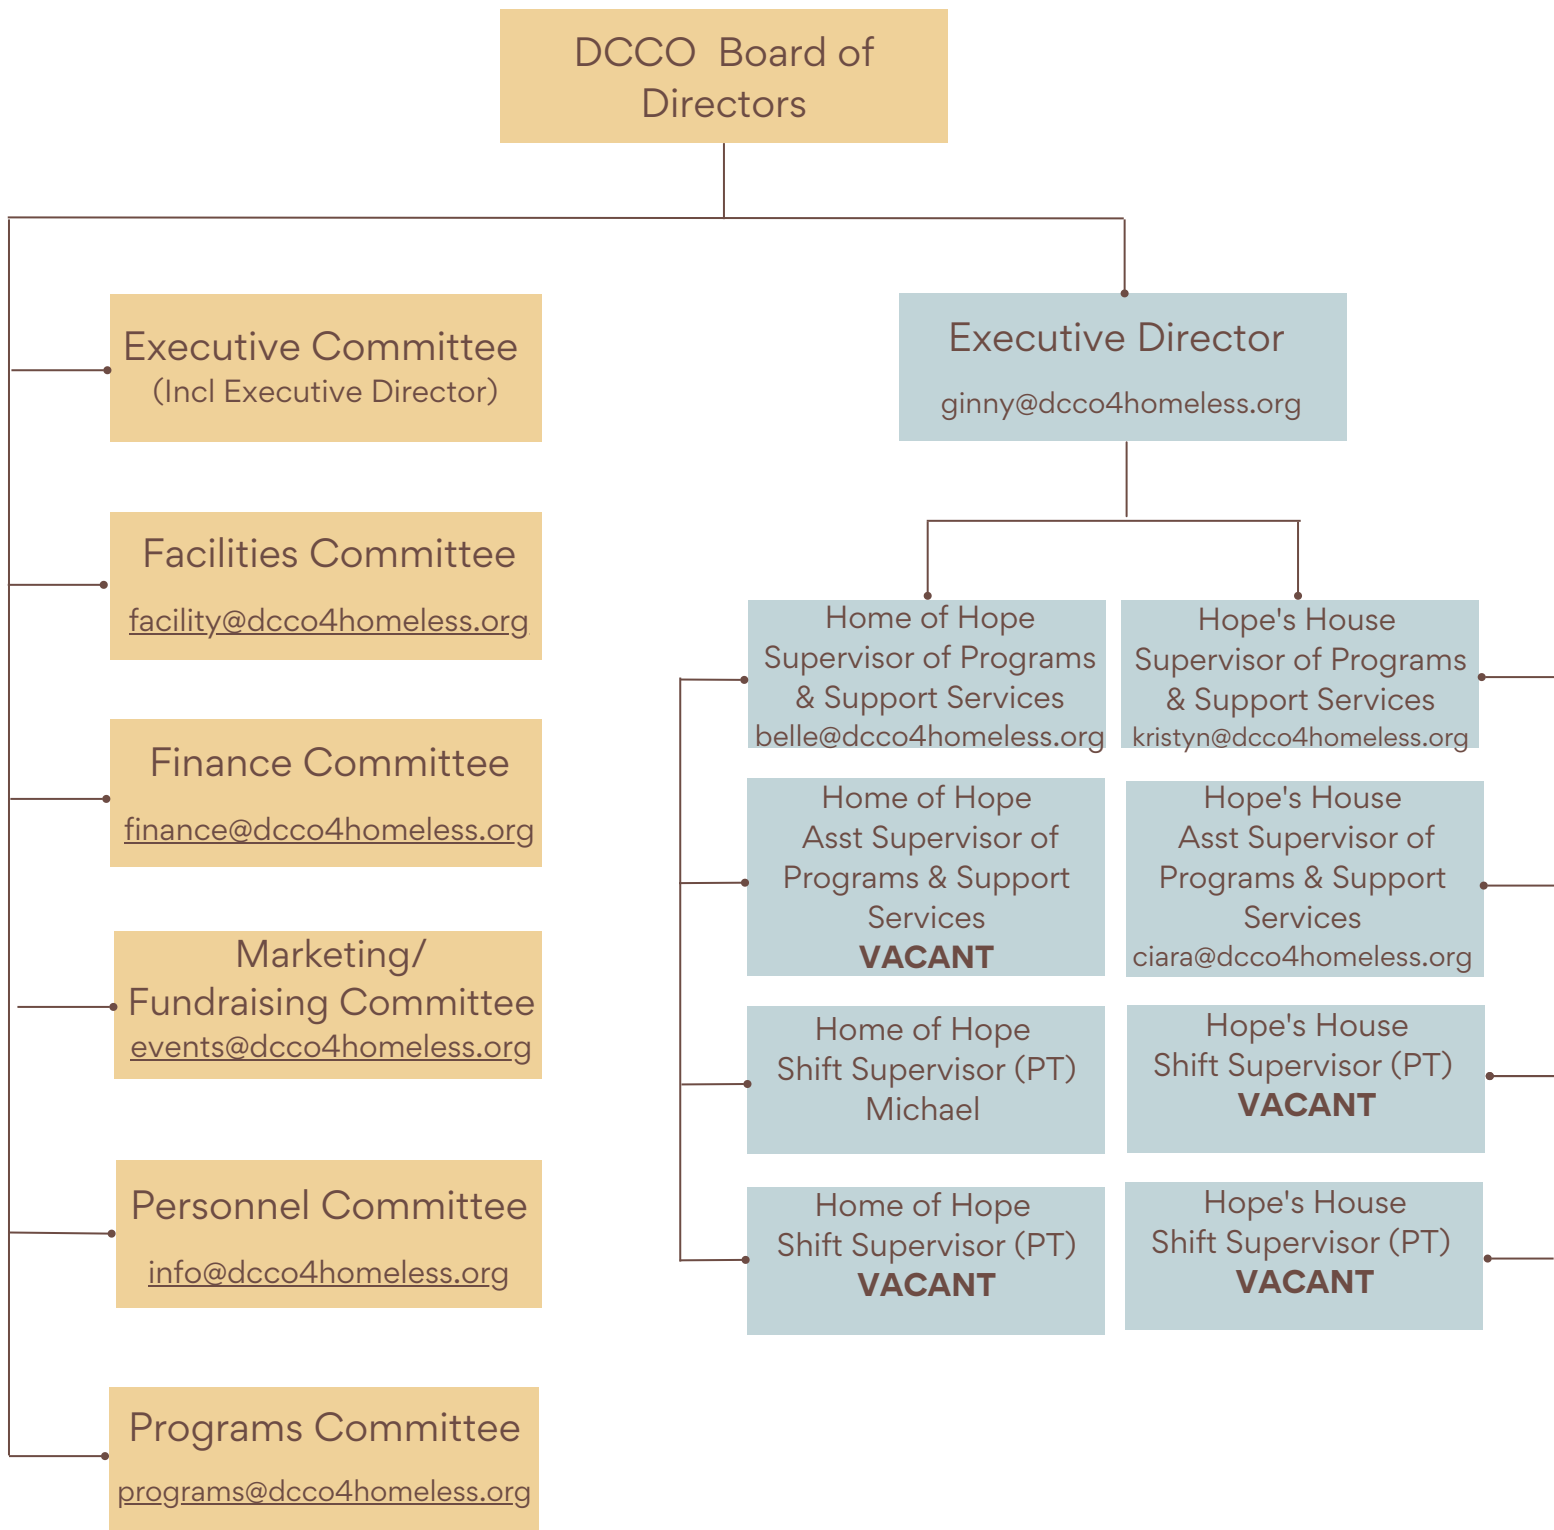 DCCO Board of
Directors
Executive Committee
(Incl Executive Director)
Facilities Committee
facility@dcco4homeless.org
Finance Committee
finance@dcco4homeless.org
Marketing/
Fundraising Committee
events@dcco4homeless.org
Personnel Committee
info@dcco4homeless.org
Programs Committee
programs@dcco4homeless.org
Executive Director
ginny@dcco4homeless.org
Home of Hope
Supervisor of Programs
& Support Services
belle@dcco4homeless.org
Home of Hope
Asst Supervisor of
Programs & Support
Services
VACANT
Home of Hope
Shift Supervisor (PT)
Michael
Home of Hope
Shift Supervisor (PT)
VACANT
Hope's House
Supervisor of Programs
& Support Services
kristyn@dcco4homeless.org
Hope's House
Asst Supervisor of
Programs & Support
Services
ciara@dcco4homeless.org
Hope's House
Shift Supervisor (PT)
VACANT
Hope's House
Shift Supervisor (PT)
VACANT